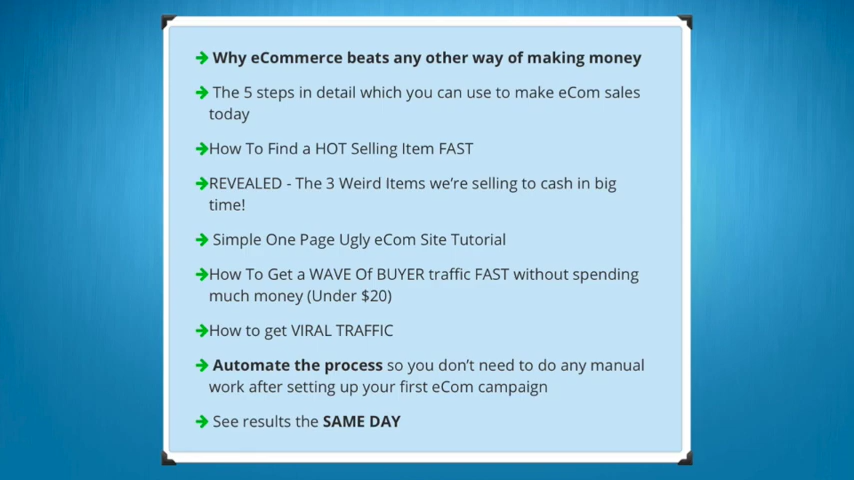 Why eCommerce beats any other way of making money
The 5 steps in detail which you can use to make eCom sales
today
How To Find a HOT Selling Item FAST
REVEALED - The 3 Weird Items we’re selling to cash in big
time!
Simple One Page Ugly eCom Site Tutorial
How To Get a WAVE Of BUYER traffic FAST without spending
much money (Under $20)
How to get VIRAL TRAFFIC
Automate the process so you don’t need to do any manual
work after setting up your first eCom campaign
See results the SAME DAY